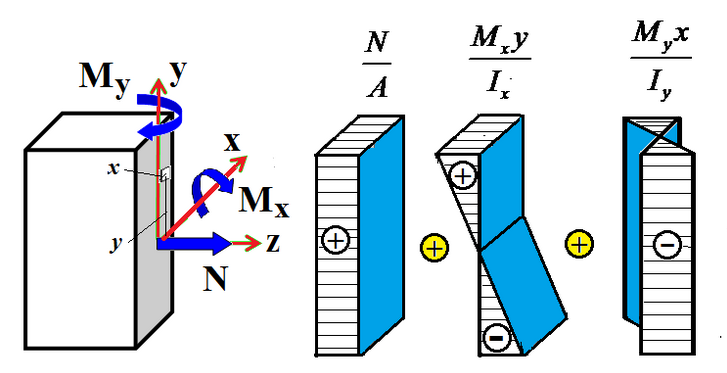 M_y
y
x
M_x
z
N
x
y
N/A
M_x y/I_x
M_y x/I_y
+
+
+
−
+
−